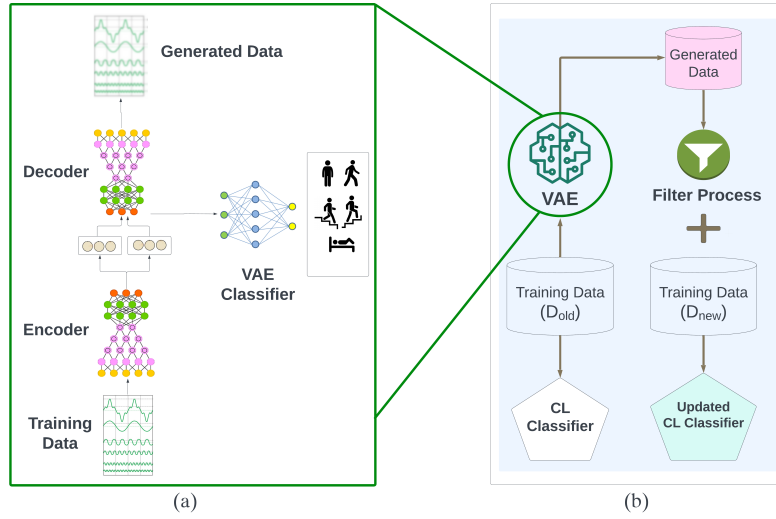 Generated Data
Decoder
VAE
Classifier
Encoder
Training
Data
(a)
Generated
Data
VAE
Filter Process
Training Data
(Dold)
Training Data
(Dnew)
CL
Classifier
Updated
CL Classifier
(b)